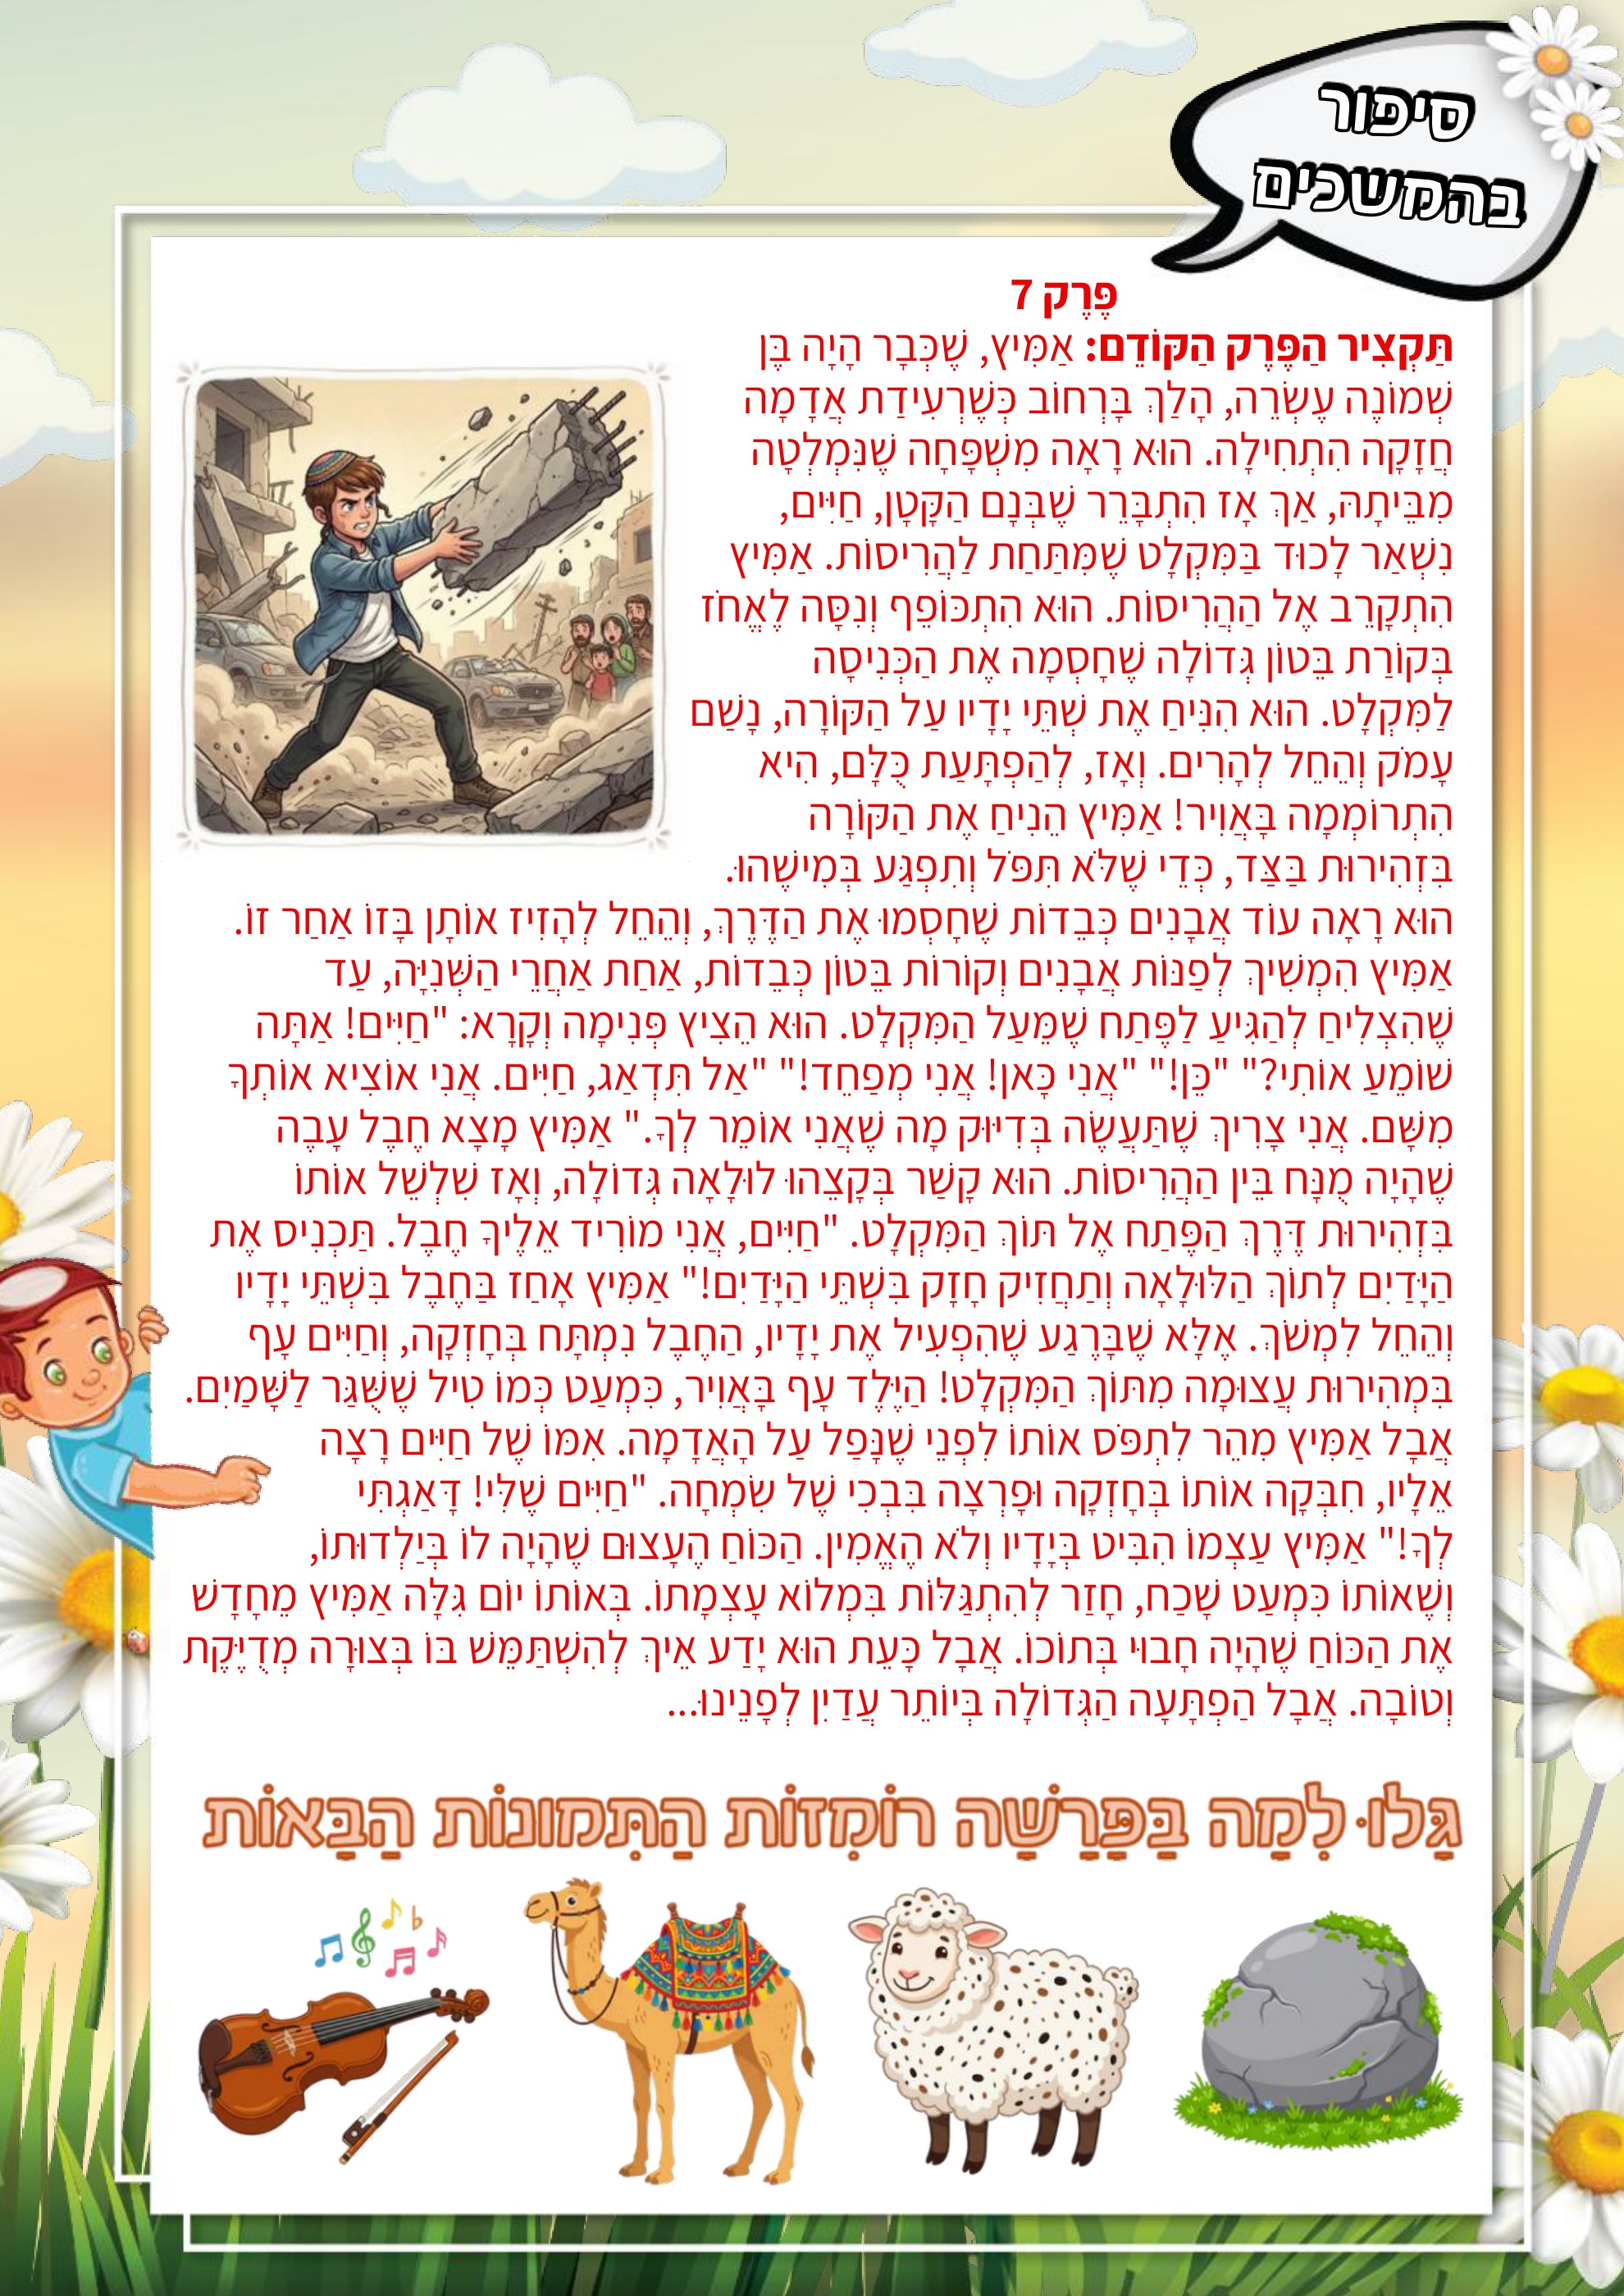 סיפור
בהמשכים
פֶּרֶק 7
תַּקְצִיר הַפֶּרֶק הַקּוֹדֵם: אַמִּיץ, שֶׁכְּבָר הָיָה בֶּן
שְׁמוֹנֶה עֶשְׂרֵה, הָלַךְ בָּרְחוֹב כְּשֶׁרְעִידַת אֲדָמָה
חֲזָקָה הִתְחִילָה. הוּא רָאָה מִשְׁפָּחָה שֶׁנִּמְלְטָה
מִבֵּיתָהּ, אַךְ אָז הִתְבָּרֵר שֶׁבְּנָם הַקָּטָן, חַיִּים,
נִשְׁאַר לָכוּד בַּמִּקְלָט שֶׁמִּתַּחַת לַהֲרִיסוֹת. אַמִּיץ
הִתְקָרֵב אֶל הַהֲרִיסוֹת. הוּא הִתְכּוֹפֵף וְנִסָּה לֶאֱחֹז
בְּקוֹרַת בֵּטוֹן גְּדוֹלָה שֶׁחָסְמָה אֶת הַכְּנִיסָה
לַמִּקְלָט. הוּא הִנִּיחַ אֶת שְׁתֵּי יָדָיו עַל הַקּוֹרָה, נָשַׁם
עָמֹק וְהֵחֵל לְהָרִים. וְאָז, לְהַפְתָּעַת כֻּלָּם, הִיא
הִתְרוֹמְמָה בָּאֲוִיר! אַמִּיץ הֵנִיחַ אֶת הַקּוֹרָה
בִּזְהִירוּת בַּצַּד, כְּדֵי שֶׁלֹּא תִּפֹּל וְתִפְגַּע בְּמִישֶׁהוּ.
הוּא רָאָה עוֹד אֲבָנִים כְּבֵדוֹת שֶׁחָסְמוּ אֶת הַדֶּרֶךְ, וְהֵחֵל לְהָזִיז אוֹתָן בָּזוֹ אַחַר זוֹ.
אַמִּיץ הִמְשִׁיךְ לְפַנּוֹת אֲבָנִים וְקוֹרוֹת בֵּטוֹן כְּבֵדוֹת, אַחַת אַחֲרֵי הַשְּׁנִיָּה, עַד
שֶׁהִצְלִיחַ לְהַגִּיעַ לַפֶּתַח שֶׁמֵּעַל הַמִּקְלָט. הוּא הֵצִיץ פְּנִימָה וְקָרָא: "חַיִּים! אַתָּה
שׁוֹמֵעַ אוֹתִי?" "כֵּן!" "אֲנִי כָּאן! אֲנִי מְפַחֵד!" "אַל תִּדְאַג, חַיִּים. אֲנִי אוֹצִיא אוֹתְךָ
מִשָּׁם. אֲנִי צָרִיךְ שֶׁתַּעֲשֶׂה בְּדִיּוּק מָה שֶׁאֲנִי אוֹמֵר לְךָ." אַמִּיץ מָצָא חֶבֶל עָבֶה
שֶׁהָיָה מֻנָּח בֵּין הַהֲרִיסוֹת. הוּא קָשַׁר בְּקָצֵהוּ לוּלָאָה גְּדוֹלָה, וְאָז שִׁלְשֵׁל אוֹתוֹ
בִּזְהִירוּת דֶּרֶךְ הַפֶּתַח אֶל תּוֹךְ הַמִּקְלָט. "חַיִּים, אֲנִי מוֹרִיד אֵלֶיךָ חֶבֶל. תַּכְנִיס אֶת
הַיָּדַיִם לְתוֹךְ הַלּוּלָאָה וְתַחֲזִיק חָזָק בִּשְׁתֵּי הַיָּדַיִם!" אַמִּיץ אָחַז בַּחֶבֶל בִּשְׁתֵּי יָדָיו
וְהֵחֵל לִמְשֹׁךְ. אֶלָּא שֶׁבָּרֶגַע שֶׁהִפְעִיל אֶת יָדָיו, הַחֶבֶל נִמְתָּח בְּחָזְקָה, וְחַיִּים עָף
בִּמְהִירוּת עֲצוּמָה מִתּוֹךְ הַמִּקְלָט! הַיֶּלֶד עָף בָּאֲוִיר, כִּמְעַט כְּמוֹ טִיל שֶׁשֻּׁגַּר לַשָּׁמַיִם.
אֲבָל אַמִּיץ מִהֵר לִתְפֹּס אוֹתוֹ לִפְנֵי שֶׁנָּפַל עַל הָאֲדָמָה. אִמּוֹ שֶׁל חַיִּים רָצָה
אֵלָיו, חִבְּקָה אוֹתוֹ בְּחָזְקָה וּפָרְצָה בִּבְכִי שֶׁל שִׂמְחָה. "חַיִּים שֶׁלִּי! דָּאַגְתִּי
לְךָ!" אַמִּיץ עַצְמוֹ הִבִּיט בְּיָדָיו וְלֹא הֶאֱמִין. הַכּוֹחַ הֶעָצוּם שֶׁהָיָה לוֹ בְּיַלְדוּתוֹ,
וְשֶׁאוֹתוֹ כִּמְעַט שָׁכַח, חָזַר לְהִתְגַּלּוֹת בִּמְלוֹא עָצְמָתוֹ. בְּאוֹתוֹ יוֹם גִּלָּה אַמִּיץ מֵחָדָשׁ
אֶת הַכּוֹחַ שֶׁהָיָה חָבוּי בְּתוֹכוֹ. אֲבָל כָּעֵת הוּא יָדַע אֵיךְ לְהִשְׁתַּמֵּשׁ בּוֹ בְּצוּרָה מְדֻיֶּקֶת
וְטוֹבָה. אֲבָל הַפְתָּעָה הַגְּדוֹלָה בְּיוֹתֵר עֲדַיִן לְפָנֵינוּ...
גַּלוּ לְמַה בַּפָּרָשָׁה רוֹמְזוֹת הַתְּמוּנוֹת הַבָּאוֹת